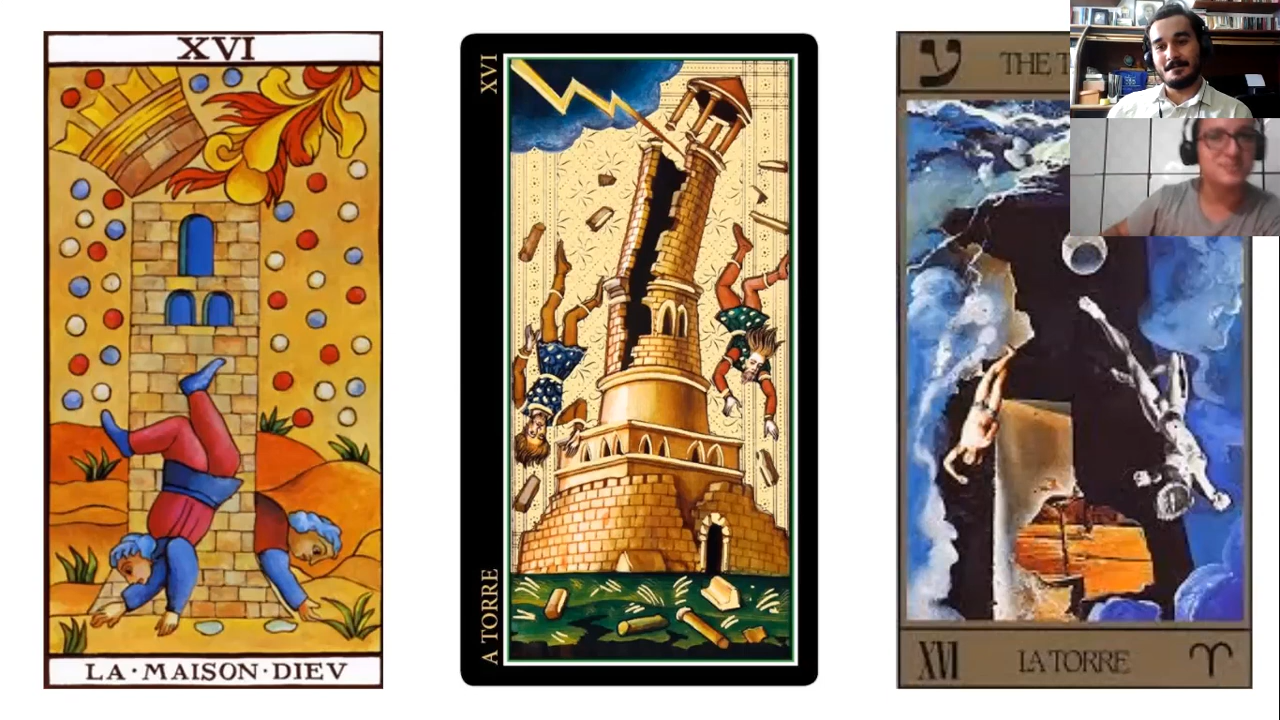 XVI
LA·MAISON·DIEV
XVI
A TORRE
ע
THE T
XVI LA TORRE ♈